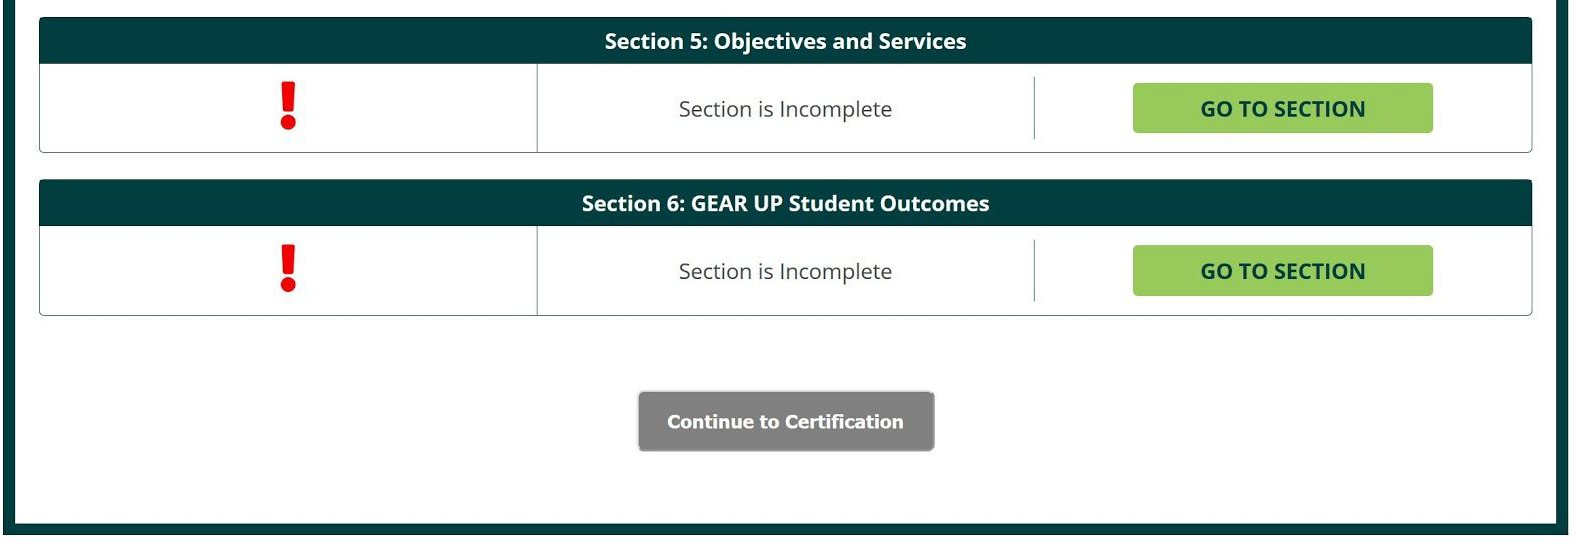 Section 5: Objectives and Services
Section is Incomplete
GO TO SECTION
Section 6: GEAR UP Student Outcomes
Section is Incomplete
GO TO SECTION
Continue to Certification